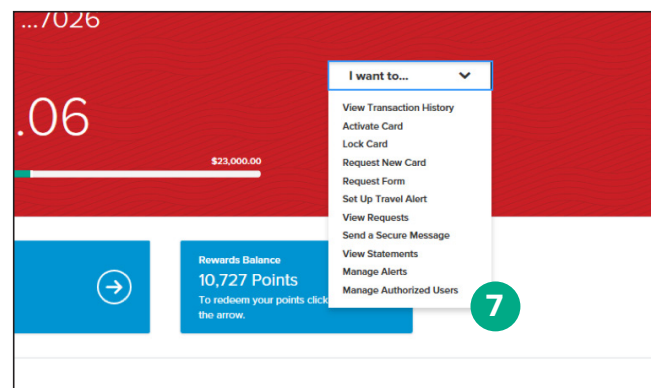 ...7026
I want to...
.06
$23,000.00
View Transaction History
Activate Card
Lock Card
Request New Card
Request Form
Set Up Travel Alert
View Requests
Send a Secure Message
View Statements
Manage Alerts
Manage Authorized Users
Rewards Balance
10,727 Points
To redeem your points click
the arrow.
7